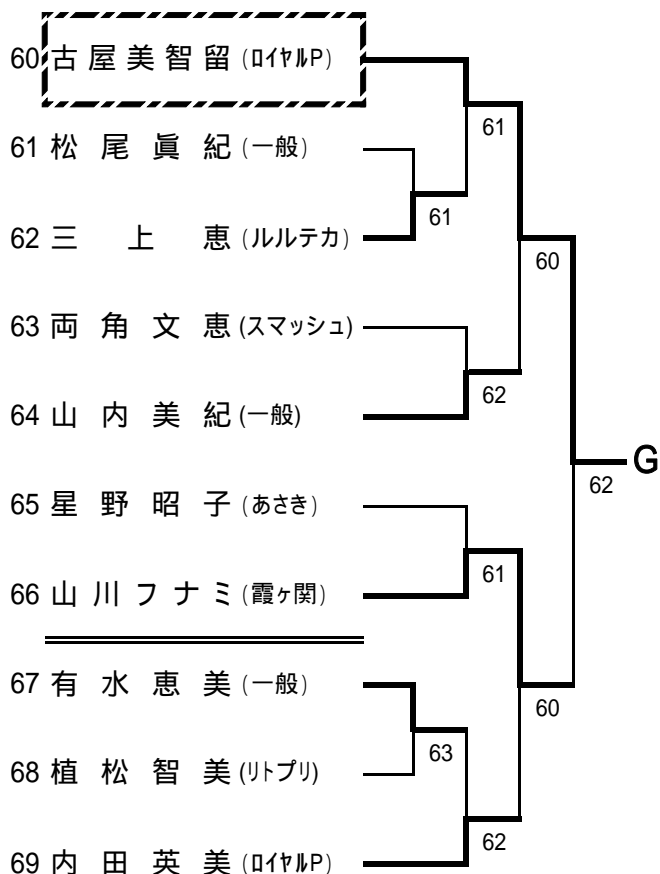 60 古屋美智留 (ロイヤルP)
61
61 松尾眞紀 (一般)
61
62 三上恵 (ルルテカ)
60
63 両角文恵 (スマッシュ)
62
64 山内美紀 (一般)
G
62
65 星野昭子 (あさき)
61
66 山川フナミ (霞ヶ関)
67 有水恵美 (一般)
60
63
68 植松智美 (リトプリ)
62
69 内田英美 (ロイヤルP)